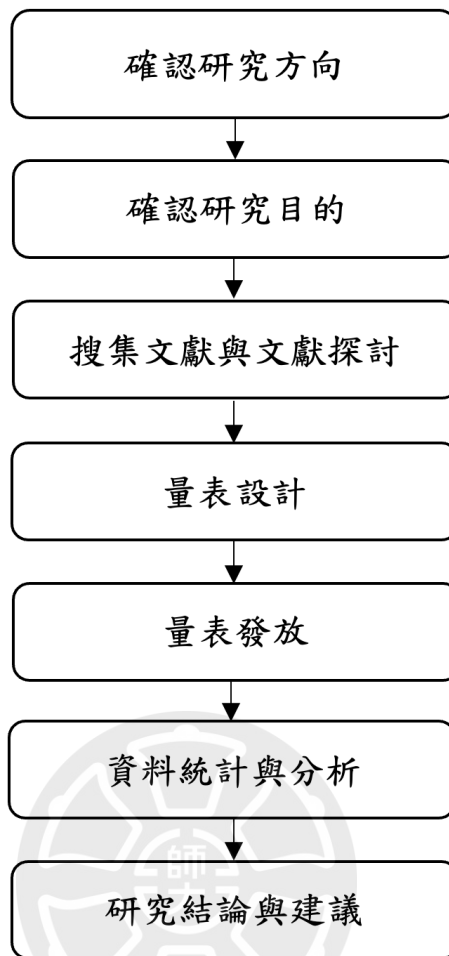 確認研究方向
確認研究目的
搜集文獻與文獻探討
量表設計
量表發放
資料統計與分析
師大
研究結論與建議